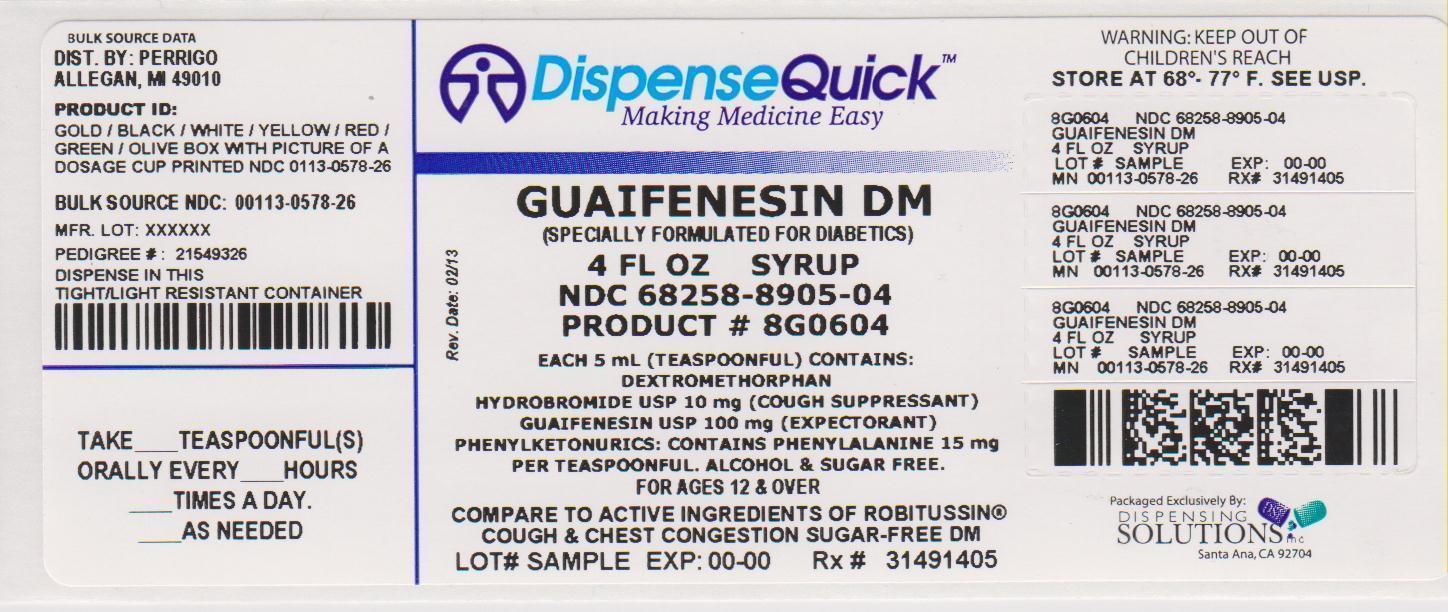 BULK SOURCE DATA
DIST. BY: PERRIGO
ALLEGAN, MI 49010
PRODUCT ID:
GOLD / BLACK / WHITE / YELLOW / RED /
GREEN / OLIVE BOX WITH PICTURE OF A
DOSAGE CUP PRINTED NDC 0113-0578-26
BULK SOURCE NDC: 00113-0578-26
MFR. LOT: XXXXXX
PEDIGREE # : 21549326
DISPENSE IN THIS
TIGHT/LIGHT RESISTANT CONTAINER
TAKE___TEASPOONFUL(S)
ORALLY EVERY___HOURS
___TIMES A DAY.
___AS NEEDED
DispenseQuick™
Making Medicine Easy
GUAIFENESIN DM
(SPECIALLY FORMULATED FOR DIABETICS)
4 FL OZ SYRUP
NDC 68258-8905-04
PRODUCT # 8G0604
Rev. Date: 02/13
EACH 5 mL (TEASPOONFUL) CONTAINS:
DEXTROMETHORPHAN
HYDROBROMIDE USP 10 mg (COUGH SUPPRESSANT)
GUAIFENESIN USP 100 mg (EXPECTORANT)
PHENYLKETONURICS: CONTAINS PHENYLALANINE 15 mg
PER TEASPOONFUL. ALCOHOL & SUGAR FREE.
FOR AGES 12 & OVER
COMPARE TO ACTIVE INGREDIENTS OF ROBITUSSIN®
COUGH & CHEST CONGESTION SUGAR-FREE DM
LOT# SAMPLE EXP: 00-00 Rx # 31491405
WARNING: KEEP OUT OF
CHILDREN'S REACH
STORE AT 68°- 77° F. SEE USP.
8G0604 NDC 68258-8905-04
GUAIFENESIN DM
4 FL OZ SYRUP
LOT # SAMPLE EXP: 00-00
MN 00113-0578-26 RX# 31491405
8G0604 NDC 68258-8905-04
GUAIFENESIN DM
4 FL OZ SYRUP
LOT # SAMPLE EXP: 00-00
MN 00113-0578-26 RX# 31491405
8G0604 NDC 68258-8905-04
GUAIFENESIN DM
4 FL OZ SYRUP
LOT # SAMPLE EXP: 00-00
MN 00113-0578-26 RX# 31491405
Packaged Exclusively By:
DISPENSING
SOLUTIONS inc
DSI
Santa Ana, CA 92704